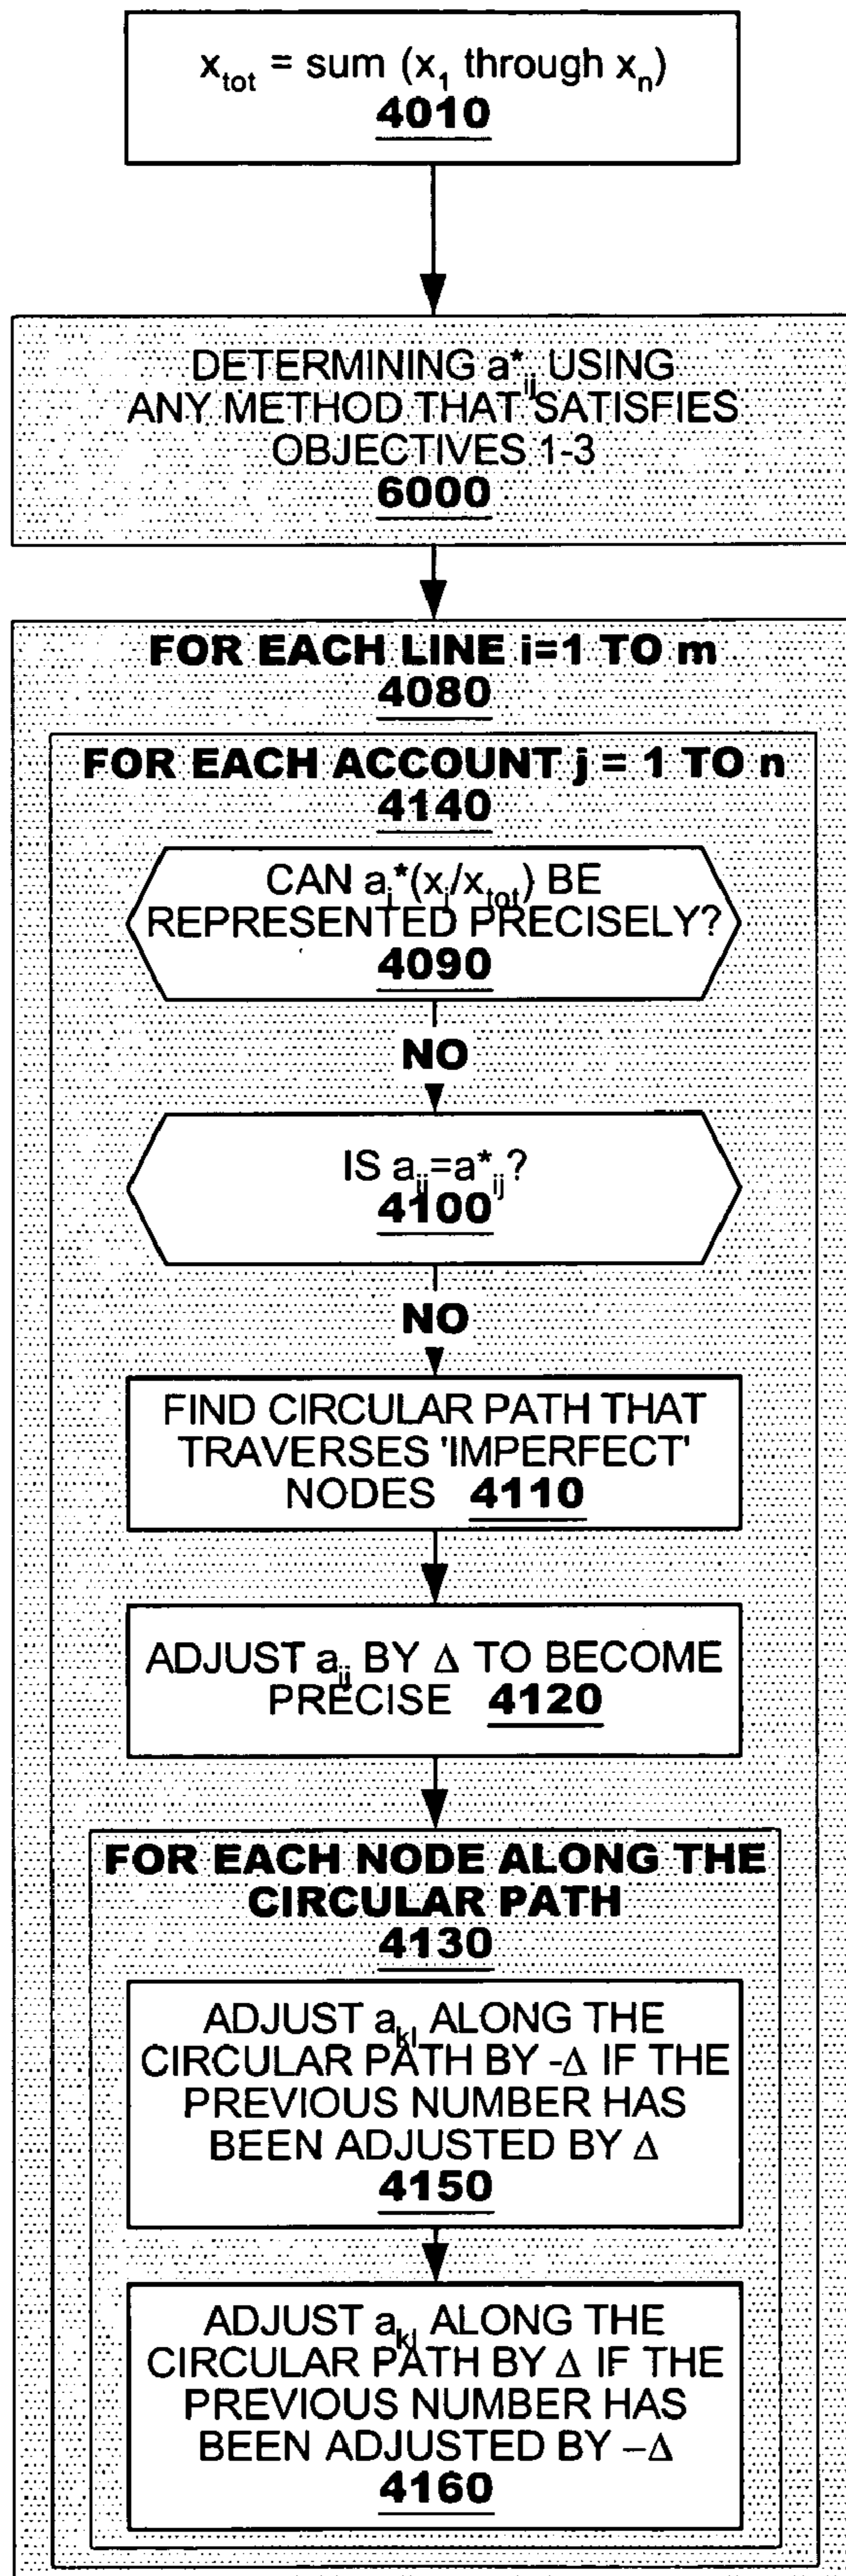 x_tot = sum (x_1 through x_n)
4010
DETERMINING a*_ij USING
ANY METHOD THAT SATISFIES
OBJECTIVES 1-3
6000
FOR EACH LINE i=1 TO m
4080
FOR EACH ACCOUNT j = 1 TO n
4140
CAN a_i*(x_j/x_tot) BE
REPRESENTED PRECISELY?
4090
NO
IS a_ij=a*_ij?
4100
NO
FIND CIRCULAR PATH THAT
TRAVERSES 'IMPERFECT'
NODES 4110
ADJUST a_ij BY Δ TO BECOME
PRECISE 4120
FOR EACH NODE ALONG THE
CIRCULAR PATH
4130
ADJUST a_kl ALONG THE
CIRCULAR PATH BY -Δ IF THE
PREVIOUS NUMBER HAS
BEEN ADJUSTED BY Δ
4150
ADJUST a_kl ALONG THE
CIRCULAR PATH BY Δ IF THE
PREVIOUS NUMBER HAS
BEEN ADJUSTED BY –Δ
4160